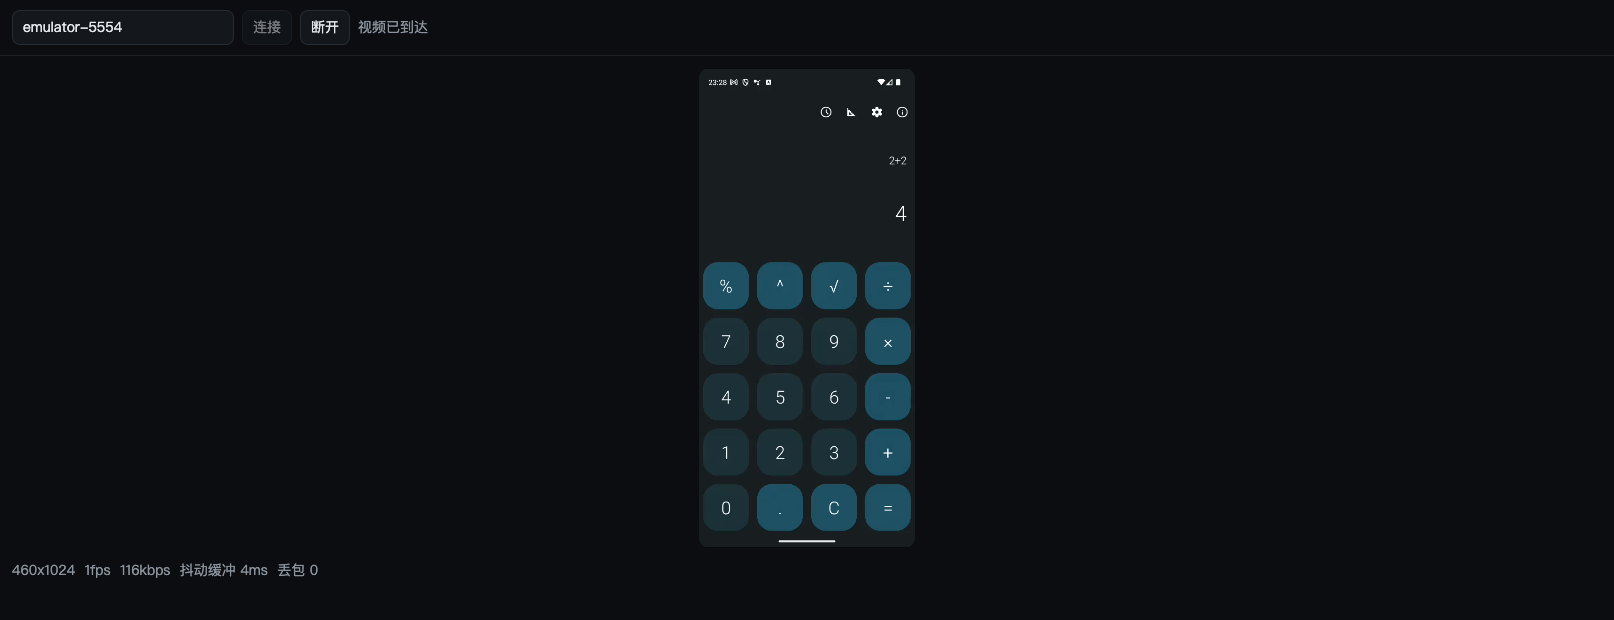 emulator-5554 连接 断开 视频已到达
23:28
2+2
4
% ^ √ ÷
7 8 9 ×
4 5 6 -
1 2 3 +
0 . C =
460x1024 1fps 116kbps 抖动缓冲 4ms 丢包 0